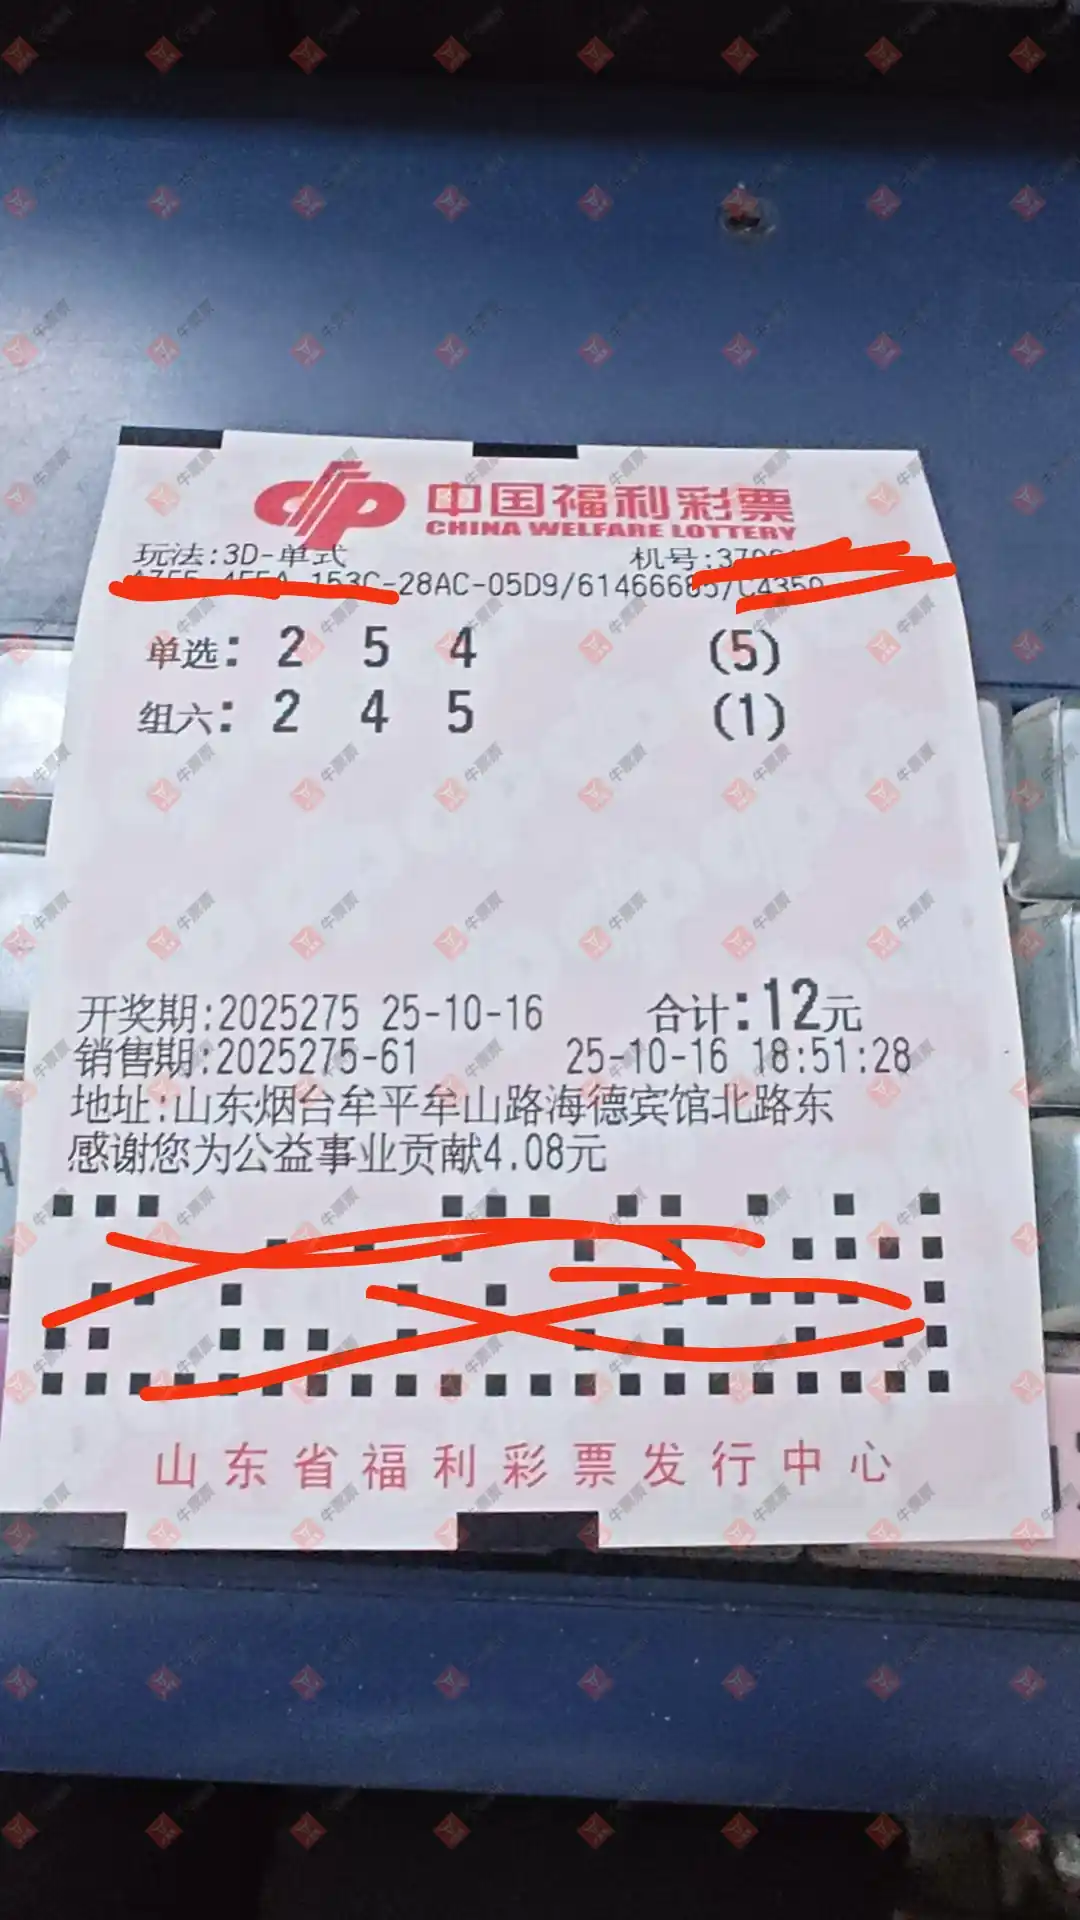 中国福利彩票
CHINA WELFARE LOTTERY
玩法:3D-单式 机号:
-28AC-05D9/614666
单选: 2 5 4 (5)
组六: 2 4 5 (1)
开奖期:2025275 25-10-16 合计:12元
销售期:2025275-61 25-10-16 18:51:28
地址:山东烟台牟平牟山路海德宾馆北路东
感谢您为公益事业贡献4.08元
山东省福利彩票发行中心
牛票票